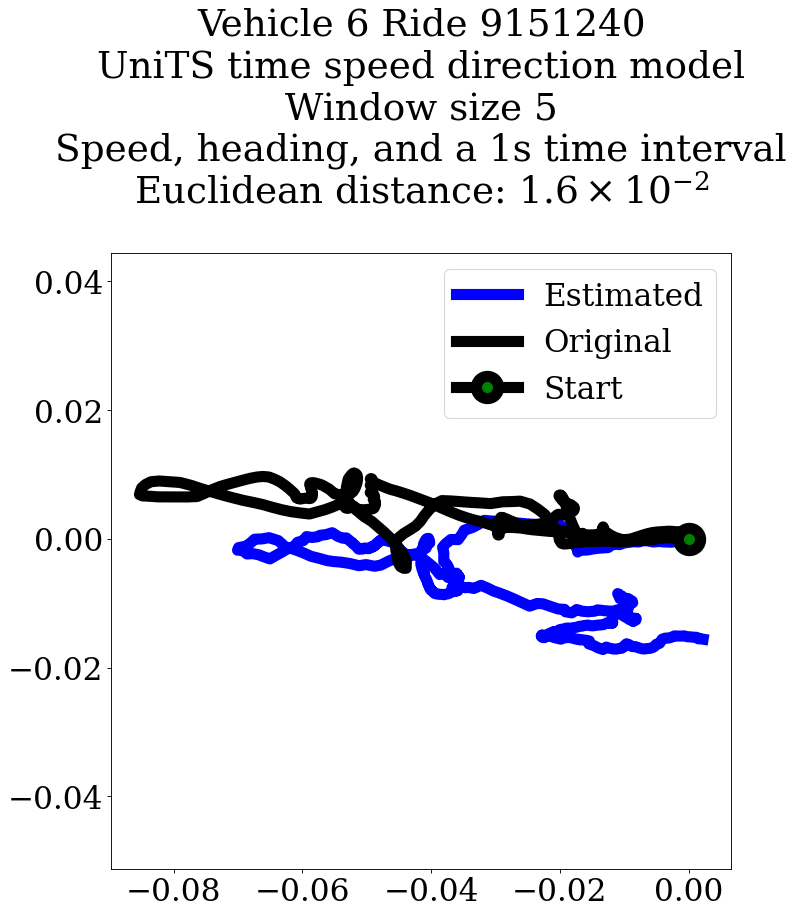 Vehicle 6 Ride 9151240
UniTS time speed direction model
Window size 5
Speed, heading, and a 1s time interval
Euclidean distance: 1.6 × 10⁻²
Estimated
Original
Start
0.04
0.02
0.00
−0.02
−0.04
−0.08
−0.06
−0.04
−0.02
0.00